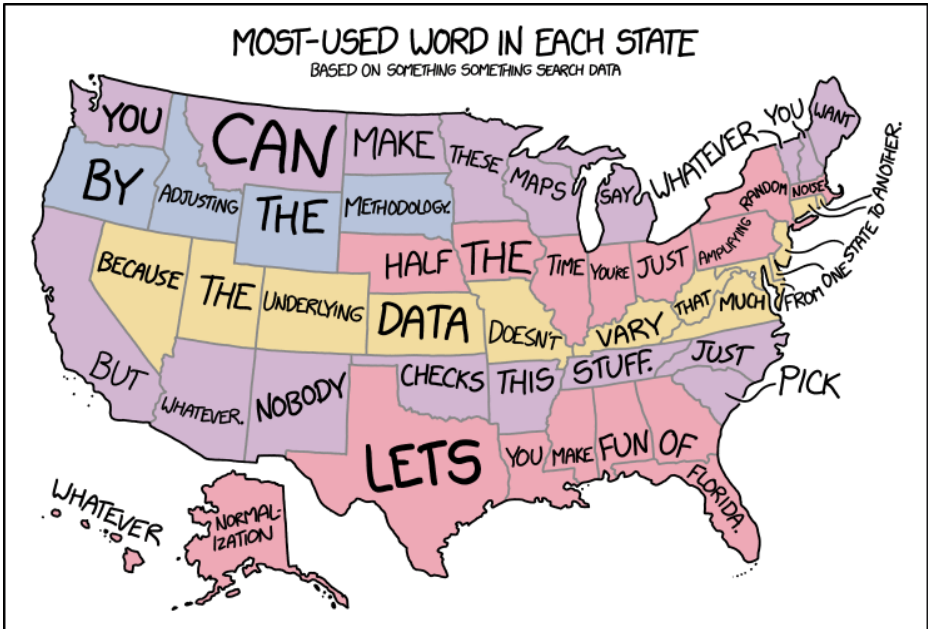 MOST-USED WORD IN EACH STATE
BASED ON SOMETHING SOMETHING SEARCH DATA
YOU CAN MAKE THESE MAPS SAY WHATEVER YOU WANT
BY ADJUSTING THE METHODOLOGY.
HALF THE TIME YOU'RE JUST AMPLIFYING RANDOM NOISE
BECAUSE THE UNDERLYING DATA DOESN'T VARY THAT MUCH FROM ONE STATE TO ANOTHER.
BUT WHATEVER. NOBODY CHECKS THIS STUFF. JUST PICK
WHATEVER
NORMAL-
IZATION
LETS YOU MAKE FUN OF FLORIDA.